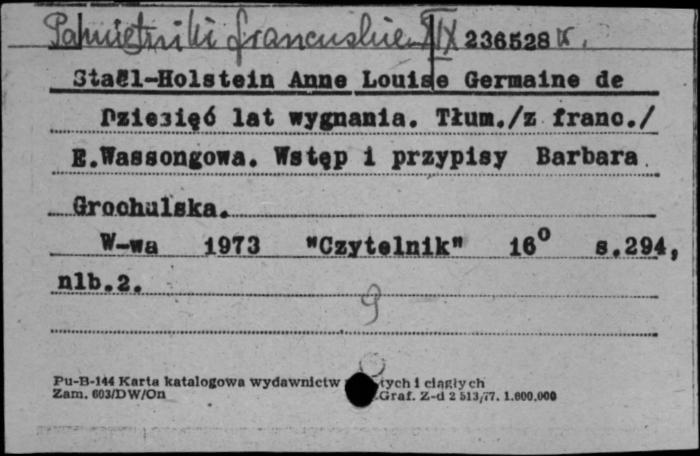 Pamiętniki francuskie XIX w. 236528
Staël-Holstein Anne Louise Germaine de
Dziesięć lat wygnania. Tłum./z franc./
E.Wassongowa. Wstęp i przypisy Barbara
Grochulska.
W-wa 1973 "Czytelnik" 16⁰ s.294,
nlb.2.
9
Pu-B-144 Karta katalogowa wydawnictw tych i ciągłych
Zam. 603/DW/On Graf. Z-d 2 513/77. 1.600.000